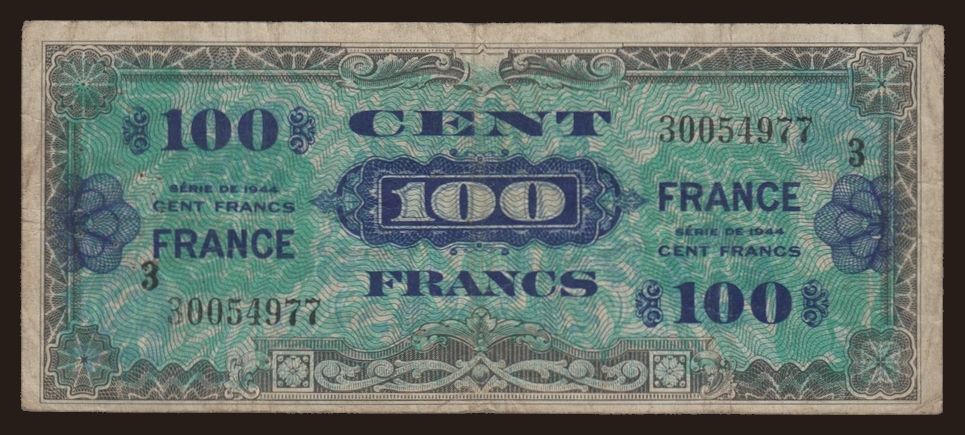 100
CENT
30054977
3
SÉRIE DE 1944
CENT FRANCS
FRANCE
100
FRANCE
SÉRIE DE 1944
CENT FRANCS
3
30054977
FRANCS
100